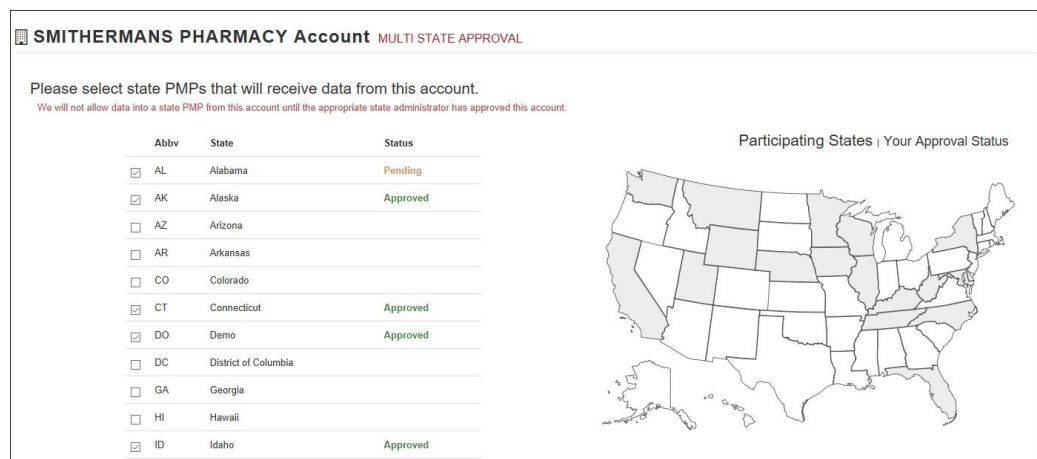 SMITHERMANS PHARMACY Account MULTI STATE APPROVAL
Please select state PMPs that will receive data from this account.
We will not allow data into a state PMP from this account until the appropriate state administrator has approved this account.
Abbv State Status
AL Alabama Pending
AK Alaska Approved
AZ Arizona
AR Arkansas
CO Colorado
CT Connecticut Approved
DO Demo Approved
DC District of Columbia
GA Georgia
HI Hawaii
ID Idaho Approved
Participating States | Your Approval Status